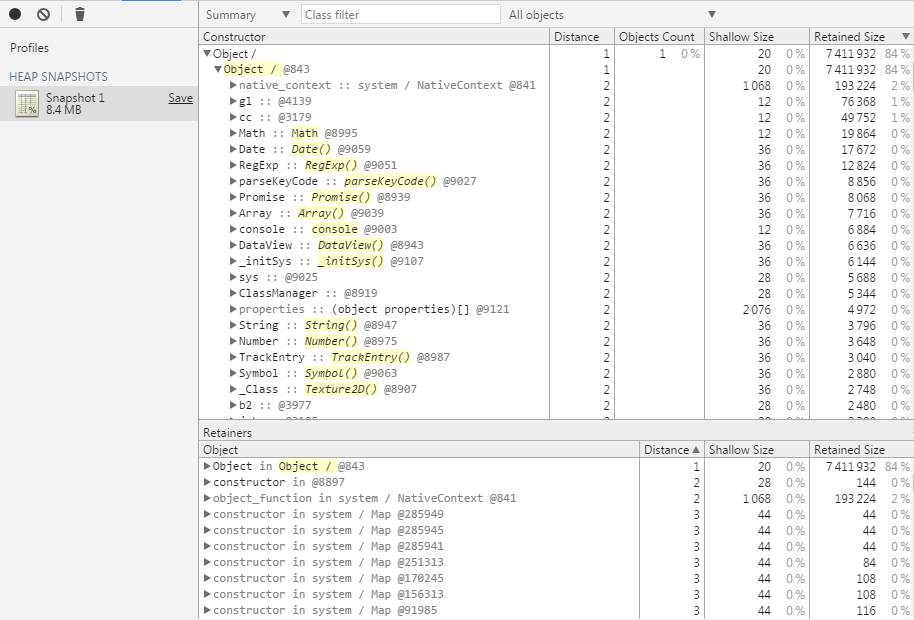 Summary ▼ Class filter All objects ▼
Profiles
HEAP SNAPSHOTS
Snapshot 1 Save
8.4 MB
Constructor Distance Objects Count Shallow Size Retained Size ▼
▼Object / 1 1 0 % 20 0 % 7 411 932 84 %
▼Object / @843 1 20 0 % 7 411 932 84 %
▶native_context :: system / NativeContext @841 2 1 068 0 % 193 224 2 %
▶gl :: @4139 2 12 0 % 76 368 1 %
▶cc :: @3179 2 12 0 % 49 752 1 %
▶Math :: Math @8995 2 12 0 % 19 864 0 %
▶Date :: Date() @9059 2 36 0 % 17 672 0 %
▶RegExp :: RegExp() @9051 2 36 0 % 12 824 0 %
▶parseKeyCode :: parseKeyCode() @9027 2 36 0 % 8 856 0 %
▶Promise :: Promise() @8939 2 36 0 % 8 068 0 %
▶Array :: Array() @9039 2 36 0 % 7 716 0 %
▶console :: console @9003 2 12 0 % 6 884 0 %
▶DataView :: DataView() @8943 2 36 0 % 6 636 0 %
▶_initSys :: _initSys() @9107 2 36 0 % 6 144 0 %
▶sys :: @9025 2 28 0 % 5 688 0 %
▶ClassManager :: @8919 2 28 0 % 5 344 0 %
▶properties :: (object properties)[] @9121 2 2 076 0 % 4 972 0 %
▶String :: String() @8947 2 36 0 % 3 796 0 %
▶Number :: Number() @8975 2 36 0 % 3 648 0 %
▶TrackEntry :: TrackEntry() @8987 2 36 0 % 3 040 0 %
▶Symbol :: Symbol() @9063 2 36 0 % 2 880 0 %
▶_Class :: Texture2D() @8907 2 36 0 % 2 748 0 %
▶b2 :: @3977 2 28 0 % 2 480 0 %
Retainers
Object Distance▲ Shallow Size Retained Size
▶Object in Object / @843 1 20 0 % 7 411 932 84 %
▶constructor in @8897 2 28 0 % 144 0 %
▶object_function in system / NativeContext @841 2 1 068 0 % 193 224 2 %
▶constructor in system / Map @285949 3 44 0 % 44 0 %
▶constructor in system / Map @285945 3 44 0 % 44 0 %
▶constructor in system / Map @285941 3 44 0 % 44 0 %
▶constructor in system / Map @251313 3 44 0 % 84 0 %
▶constructor in system / Map @170245 3 44 0 % 108 0 %
▶constructor in system / Map @156313 3 44 0 % 108 0 %
▶constructor in system / Map @91985 3 44 0 % 116 0 %